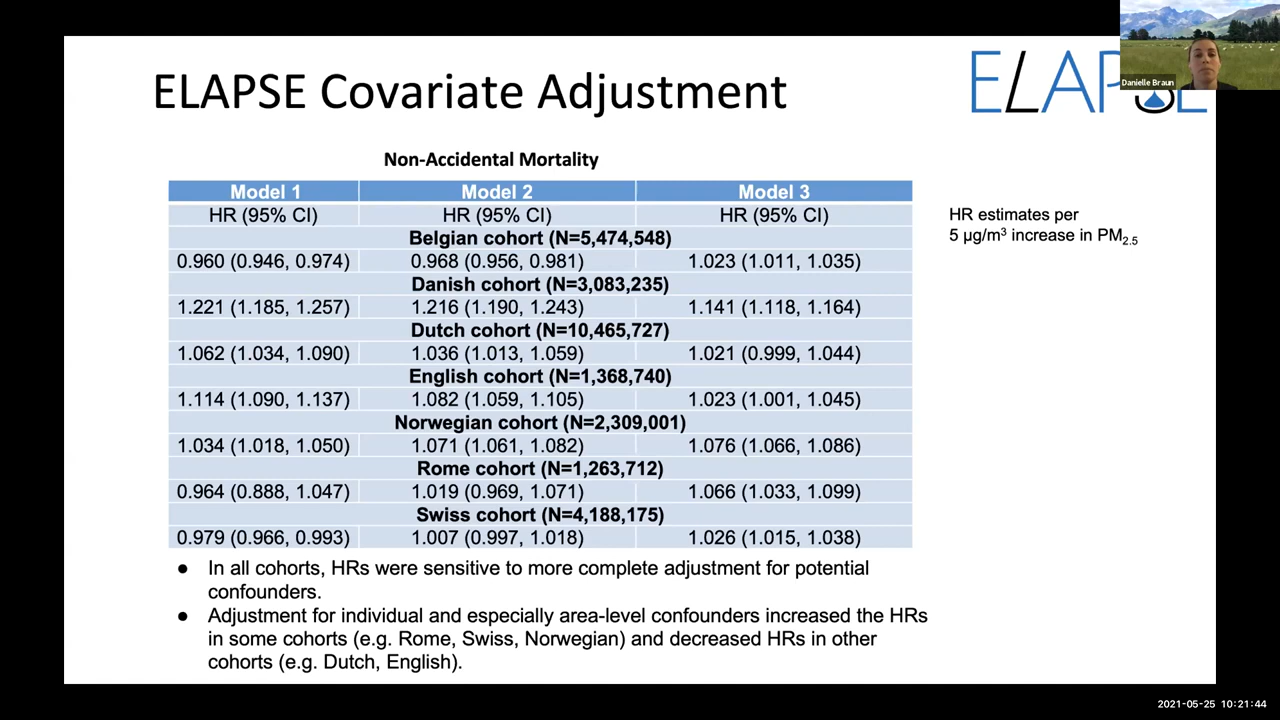 ELAPSE Covariate Adjustment
ELAPSE
Danielle Braun
Non-Accidental Mortality
Model 1 Model 2 Model 3
HR (95% CI) HR (95% CI) HR (95% CI)
Belgian cohort (N=5,474,548)
0.960 (0.946, 0.974) 0.968 (0.956, 0.981) 1.023 (1.011, 1.035)
Danish cohort (N=3,083,235)
1.221 (1.185, 1.257) 1.216 (1.190, 1.243) 1.141 (1.118, 1.164)
Dutch cohort (N=10,465,727)
1.062 (1.034, 1.090) 1.036 (1.013, 1.059) 1.021 (0.999, 1.044)
English cohort (N=1,368,740)
1.114 (1.090, 1.137) 1.082 (1.059, 1.105) 1.023 (1.001, 1.045)
Norwegian cohort (N=2,309,001)
1.034 (1.018, 1.050) 1.071 (1.061, 1.082) 1.076 (1.066, 1.086)
Rome cohort (N=1,263,712)
0.964 (0.888, 1.047) 1.019 (0.969, 1.071) 1.066 (1.033, 1.099)
Swiss cohort (N=4,188,175)
0.979 (0.966, 0.993) 1.007 (0.997, 1.018) 1.026 (1.015, 1.038)
HR estimates per
5 µg/m³ increase in PM₂.₅
● In all cohorts, HRs were sensitive to more complete adjustment for potential
confounders.
● Adjustment for individual and especially area-level confounders increased the HRs
in some cohorts (e.g. Rome, Swiss, Norwegian) and decreased HRs in other
cohorts (e.g. Dutch, English).
2021-05-25 10:21:44